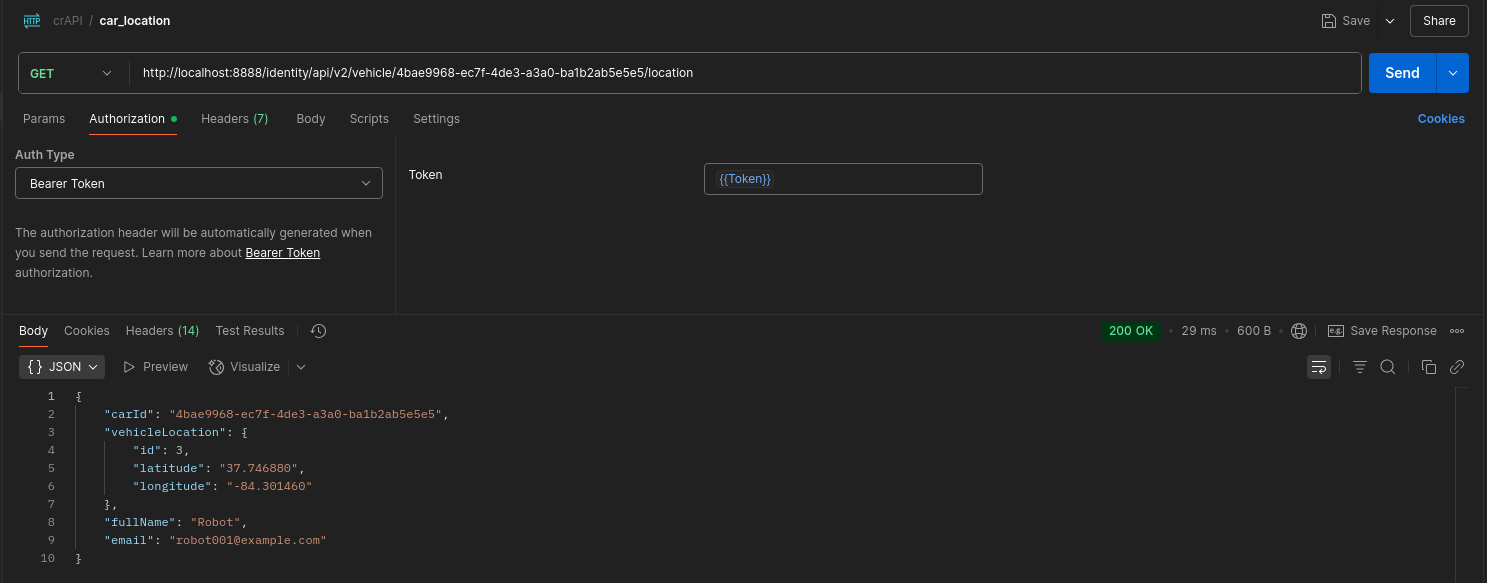 HTTP crAPI / car_location Save Share
GET http://localhost:8888/identity/api/v2/vehicle/4bae9968-ec7f-4de3-a3a0-ba1b2ab5e5e5/location Send
Params Authorization Headers (7) Body Scripts Settings Cookies
Auth Type
Bearer Token
Token {{Token}}
The authorization header will be automatically generated when
you send the request. Learn more about Bearer Token
authorization.
Body Cookies Headers (14) Test Results 200 OK • 29 ms • 600 B • e.g. Save Response
{} JSON Preview Visualize
1 {
2 "carId": "4bae9968-ec7f-4de3-a3a0-ba1b2ab5e5e5",
3 "vehicleLocation": {
4 "id": 3,
5 "latitude": "37.746880",
6 "longitude": "-84.301460"
7 },
8 "fullName": "Robot",
9 "email": "robot001@example.com"
10 }